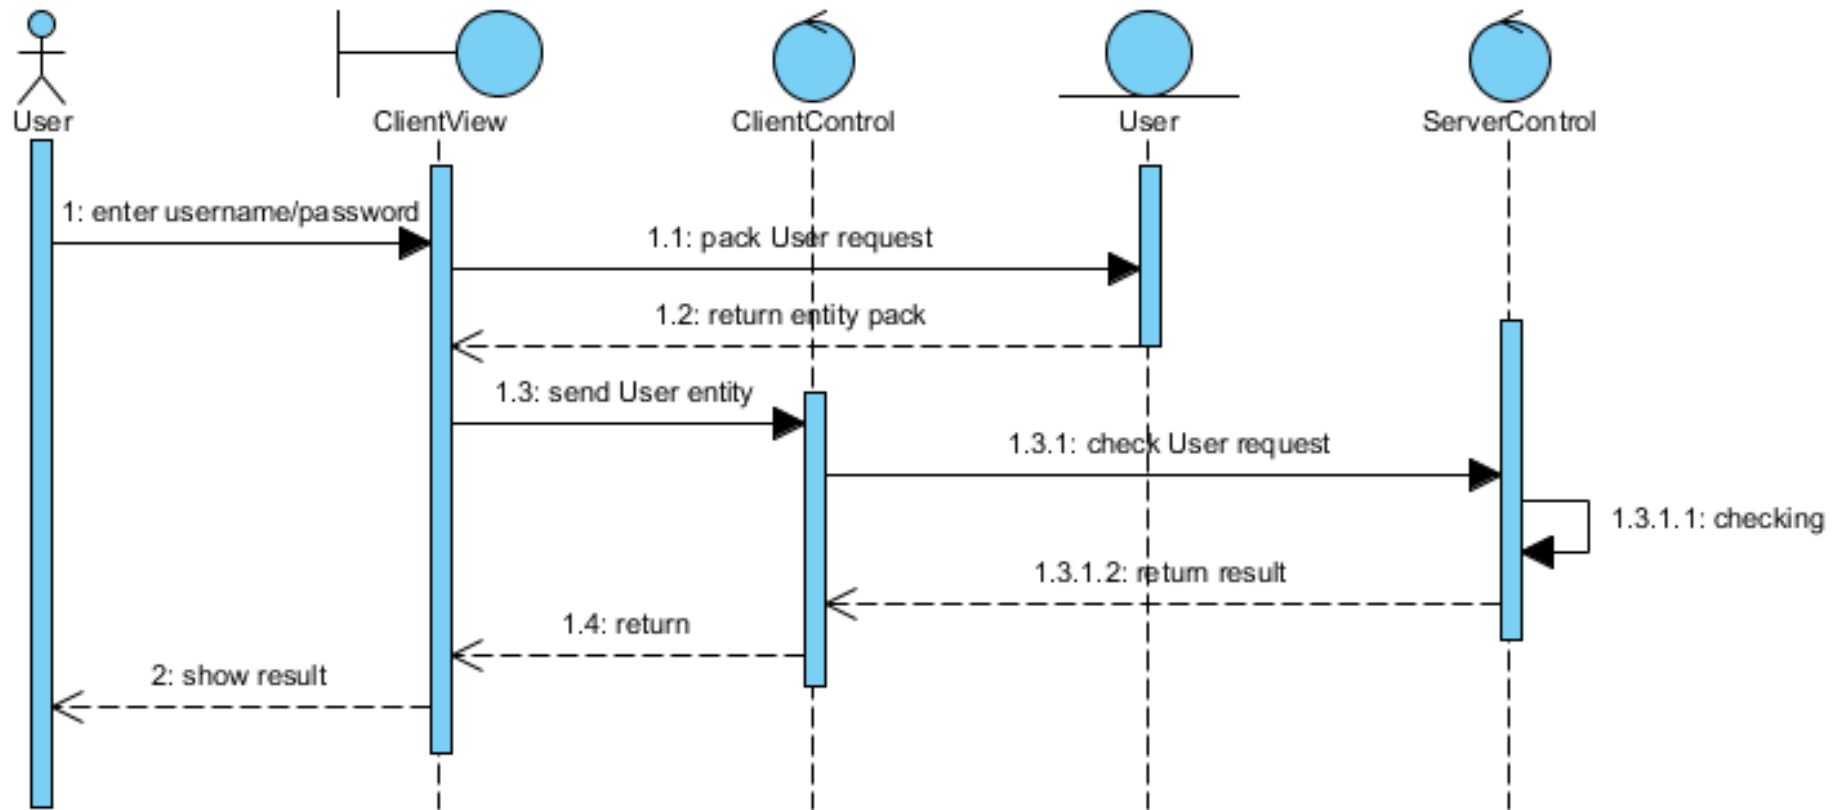 User
ClientView
ClientControl
User
ServerControl
1: enter username/password
1.1: pack User request
1.2: return entity pack
1.3: send User entity
1.3.1: check User request
1.3.1.1: checking
1.3.1.2: return result
1.4: return
2: show result